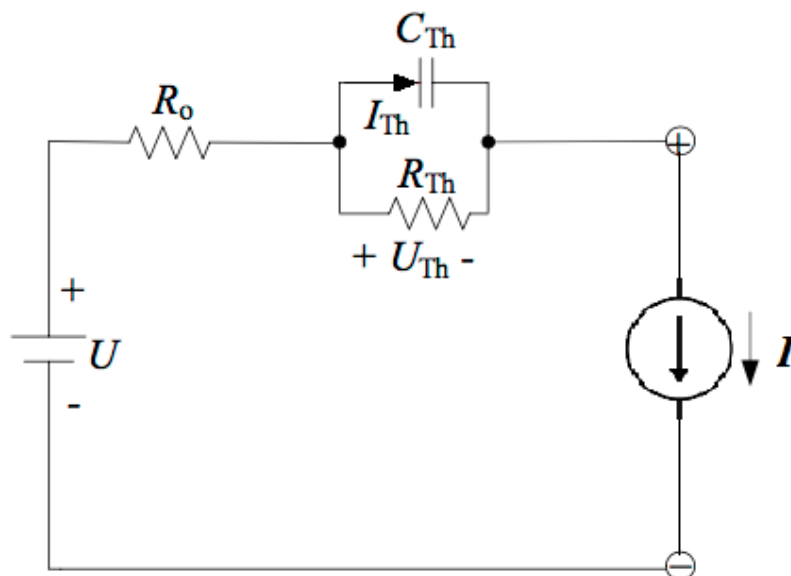 C_Th
R_o
I_Th
R_Th
+ U_Th -
+
U
-
+
I
−